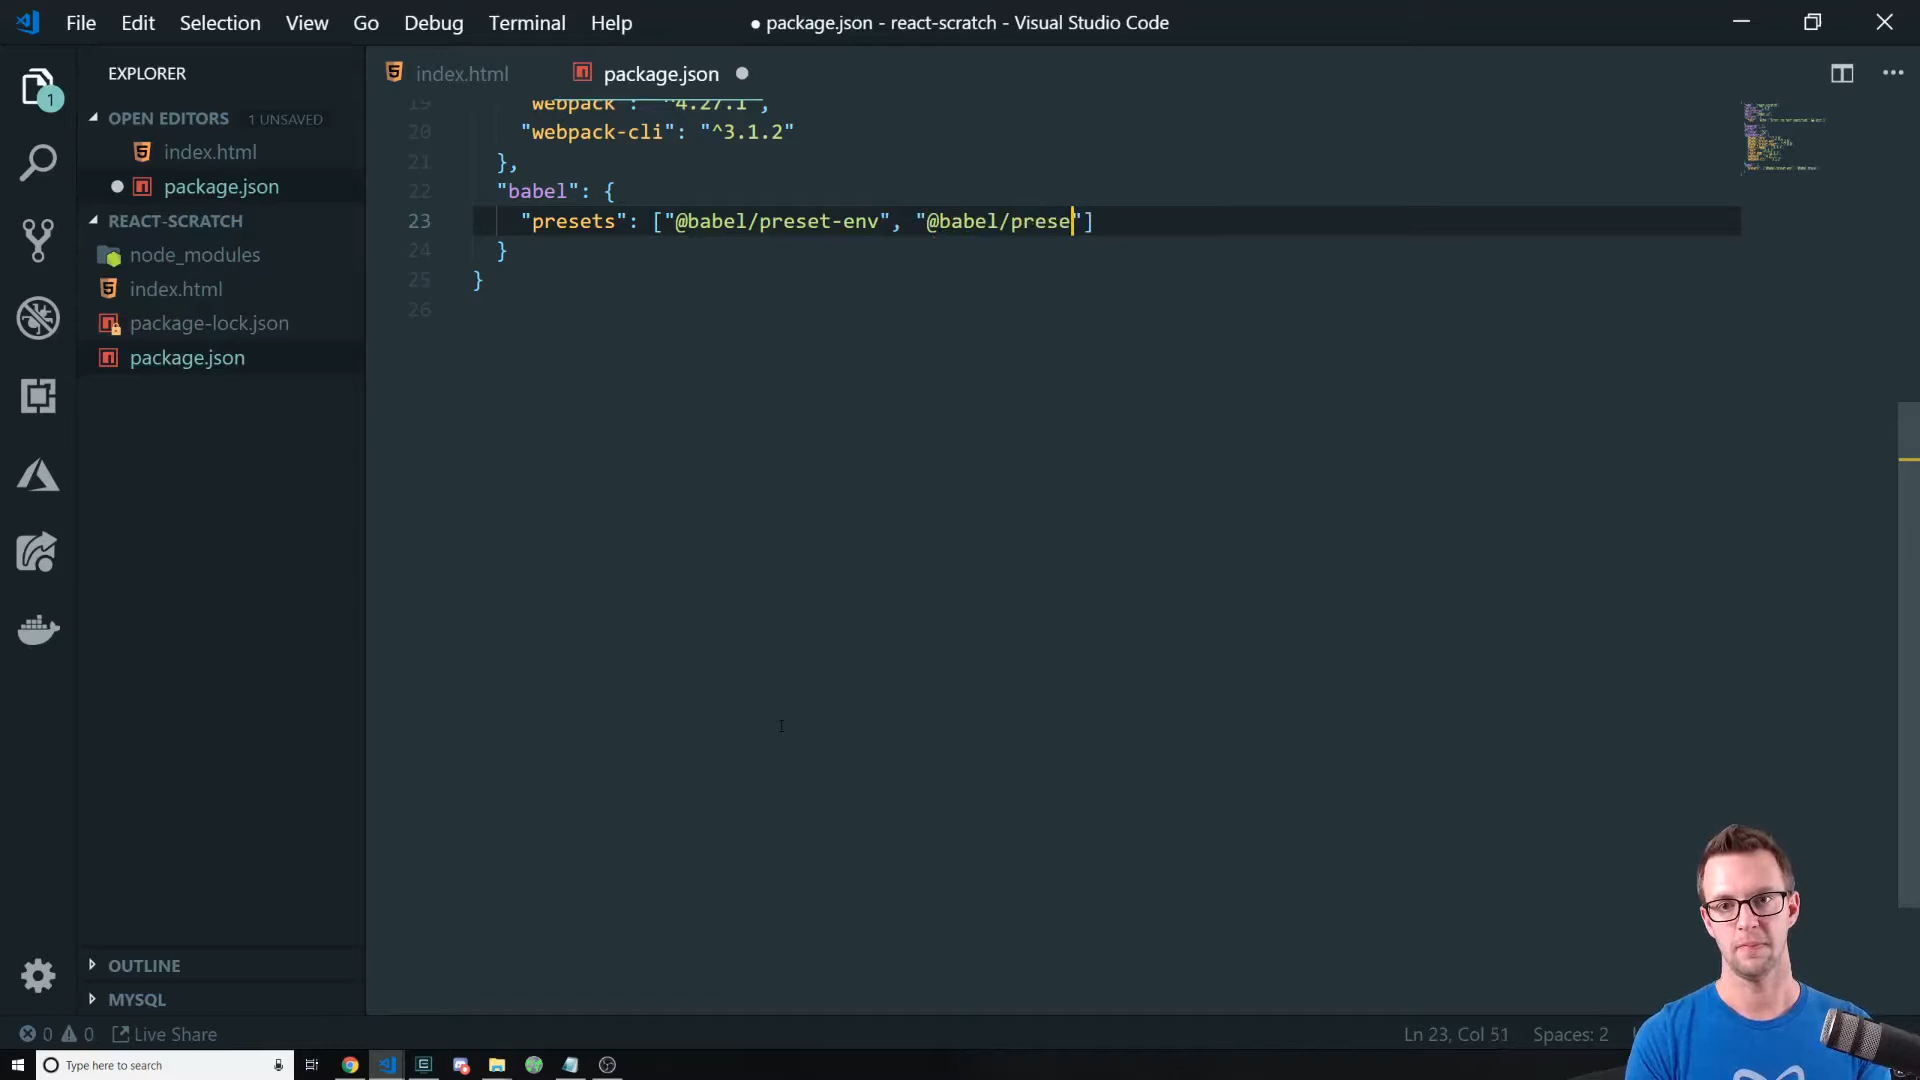 File Edit Selection View Go Debug Terminal Help
● package.json - react-scratch - Visual Studio Code
EXPLORER
1
OPEN EDITORS 1 UNSAVED
index.html
package.json
REACT-SCRATCH
node_modules
index.html
package-lock.json
package.json
OUTLINE
MYSQL
index.html
package.json
19 "webpack": "^4.27.1",
20 "webpack-cli": "^3.1.2"
21 },
22 "babel": {
23 "presets": ["@babel/preset-env", "@babel/prese"]
24 }
25 }
26
0 0 Live Share
Ln 23, Col 51 Spaces: 2
Type here to search